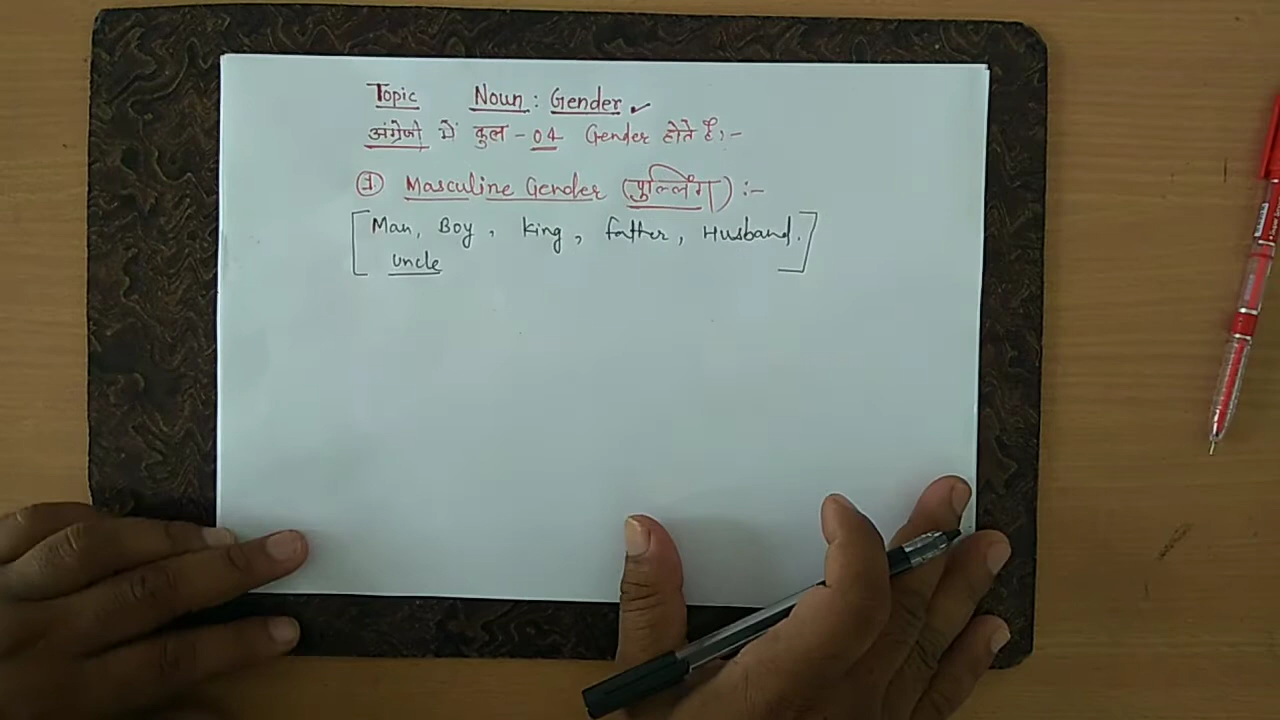 Topic Noun : Gender ✓
अंग्रेजी में कुल - 04 Gender होते हैं :-
① Masculine Gender (पुल्लिंग) :-
[Man, Boy, King, father, Husband.
uncle]